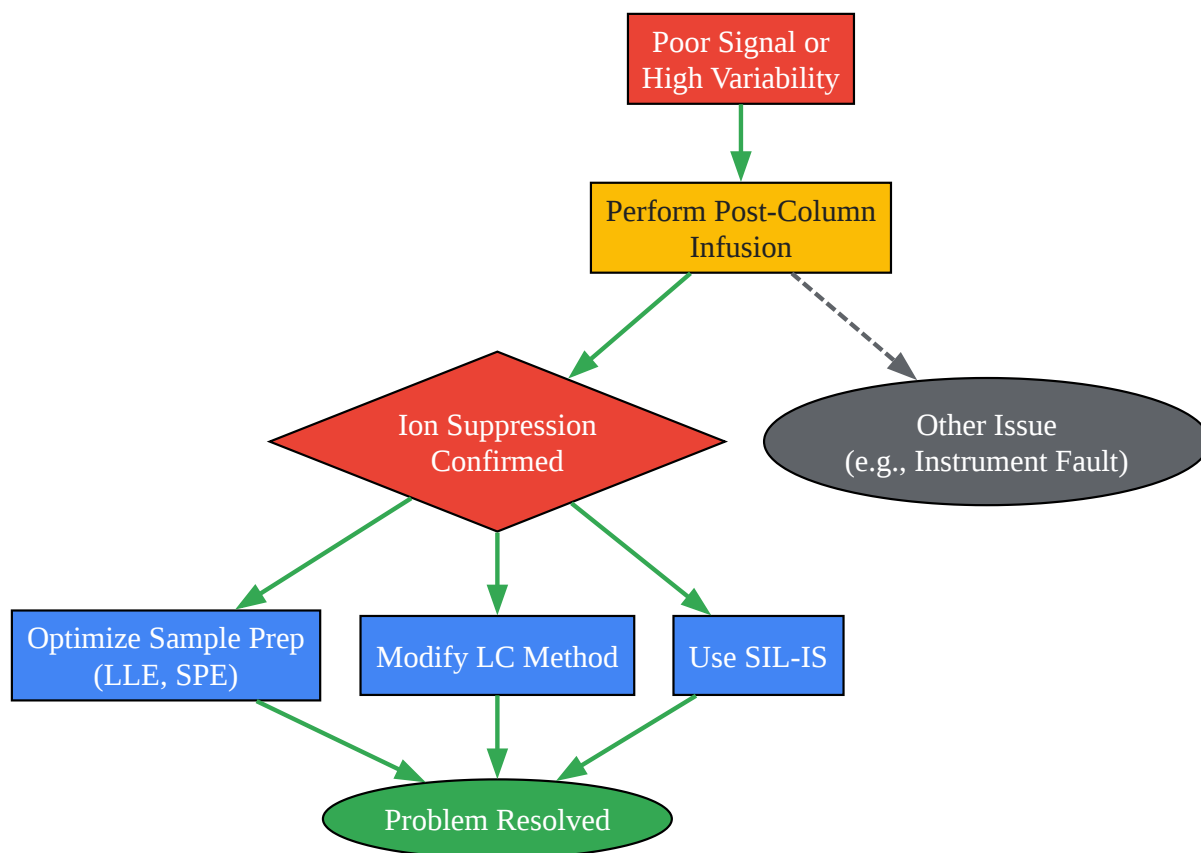 Poor Signal or
High Variability
Perform Post-Column
Infusion
Ion Suppression
Confirmed
Other Issue
(e.g., Instrument Fault)
Optimize Sample Prep
(LLE, SPE)
Modify LC Method
Use SIL-IS
Problem Resolved